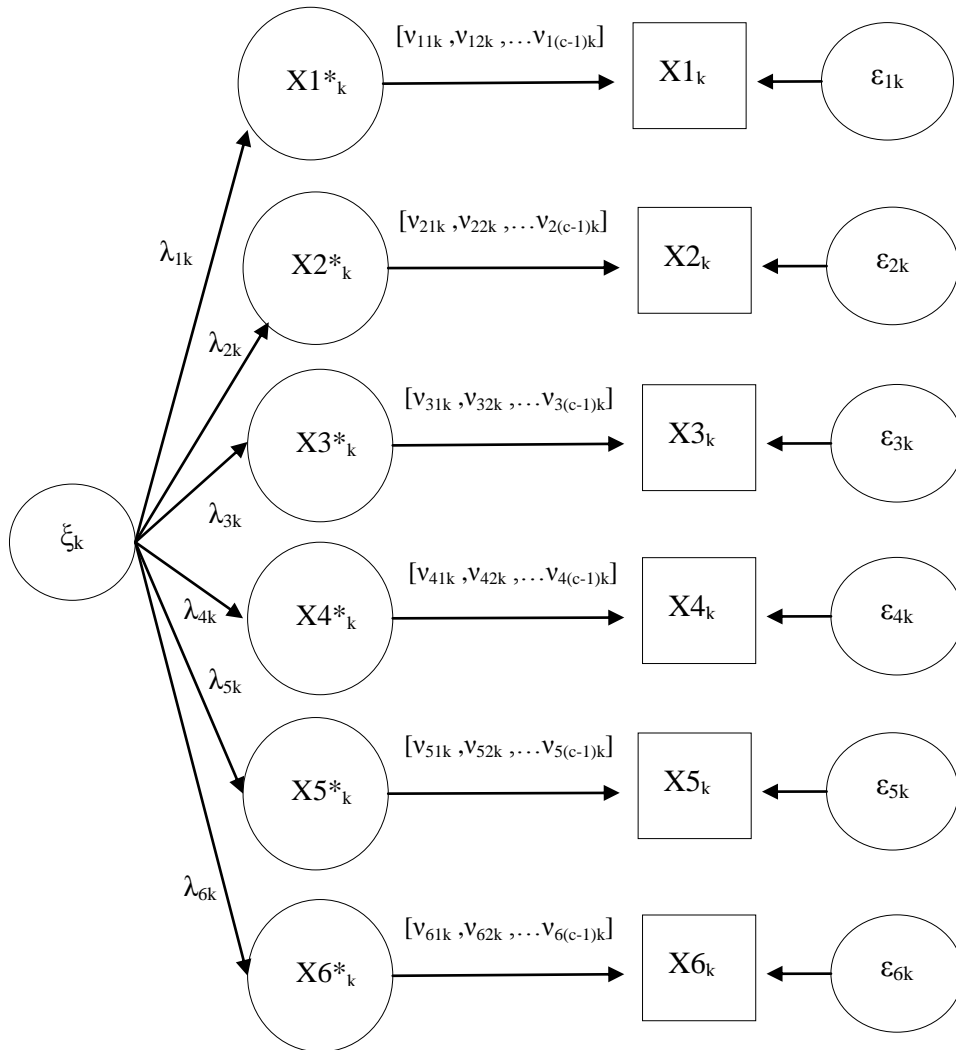 [ν₁₁ₖ ,ν₁₂ₖ ,…ν₁₍c₋₁₎ₖ]
X1*ₖ X1ₖ ε₁ₖ
λ₁ₖ
[ν₂₁ₖ ,ν₂₂ₖ ,…ν₂₍c₋₁₎ₖ]
X2*ₖ X2ₖ ε₂ₖ
λ₂ₖ
[ν₃₁ₖ ,ν₃₂ₖ ,…ν₃₍c₋₁₎ₖ]
X3*ₖ X3ₖ ε₃ₖ
λ₃ₖ
ξₖ
[ν₄₁ₖ ,ν₄₂ₖ ,…ν₄₍c₋₁₎ₖ]
λ₄ₖ X4*ₖ X4ₖ ε₄ₖ
λ₅ₖ
[ν₅₁ₖ ,ν₅₂ₖ ,…ν₅₍c₋₁₎ₖ]
X5*ₖ X5ₖ ε₅ₖ
λ₆ₖ
[ν₆₁ₖ ,ν₆₂ₖ ,…ν₆₍c₋₁₎ₖ]
X6*ₖ X6ₖ ε₆ₖ